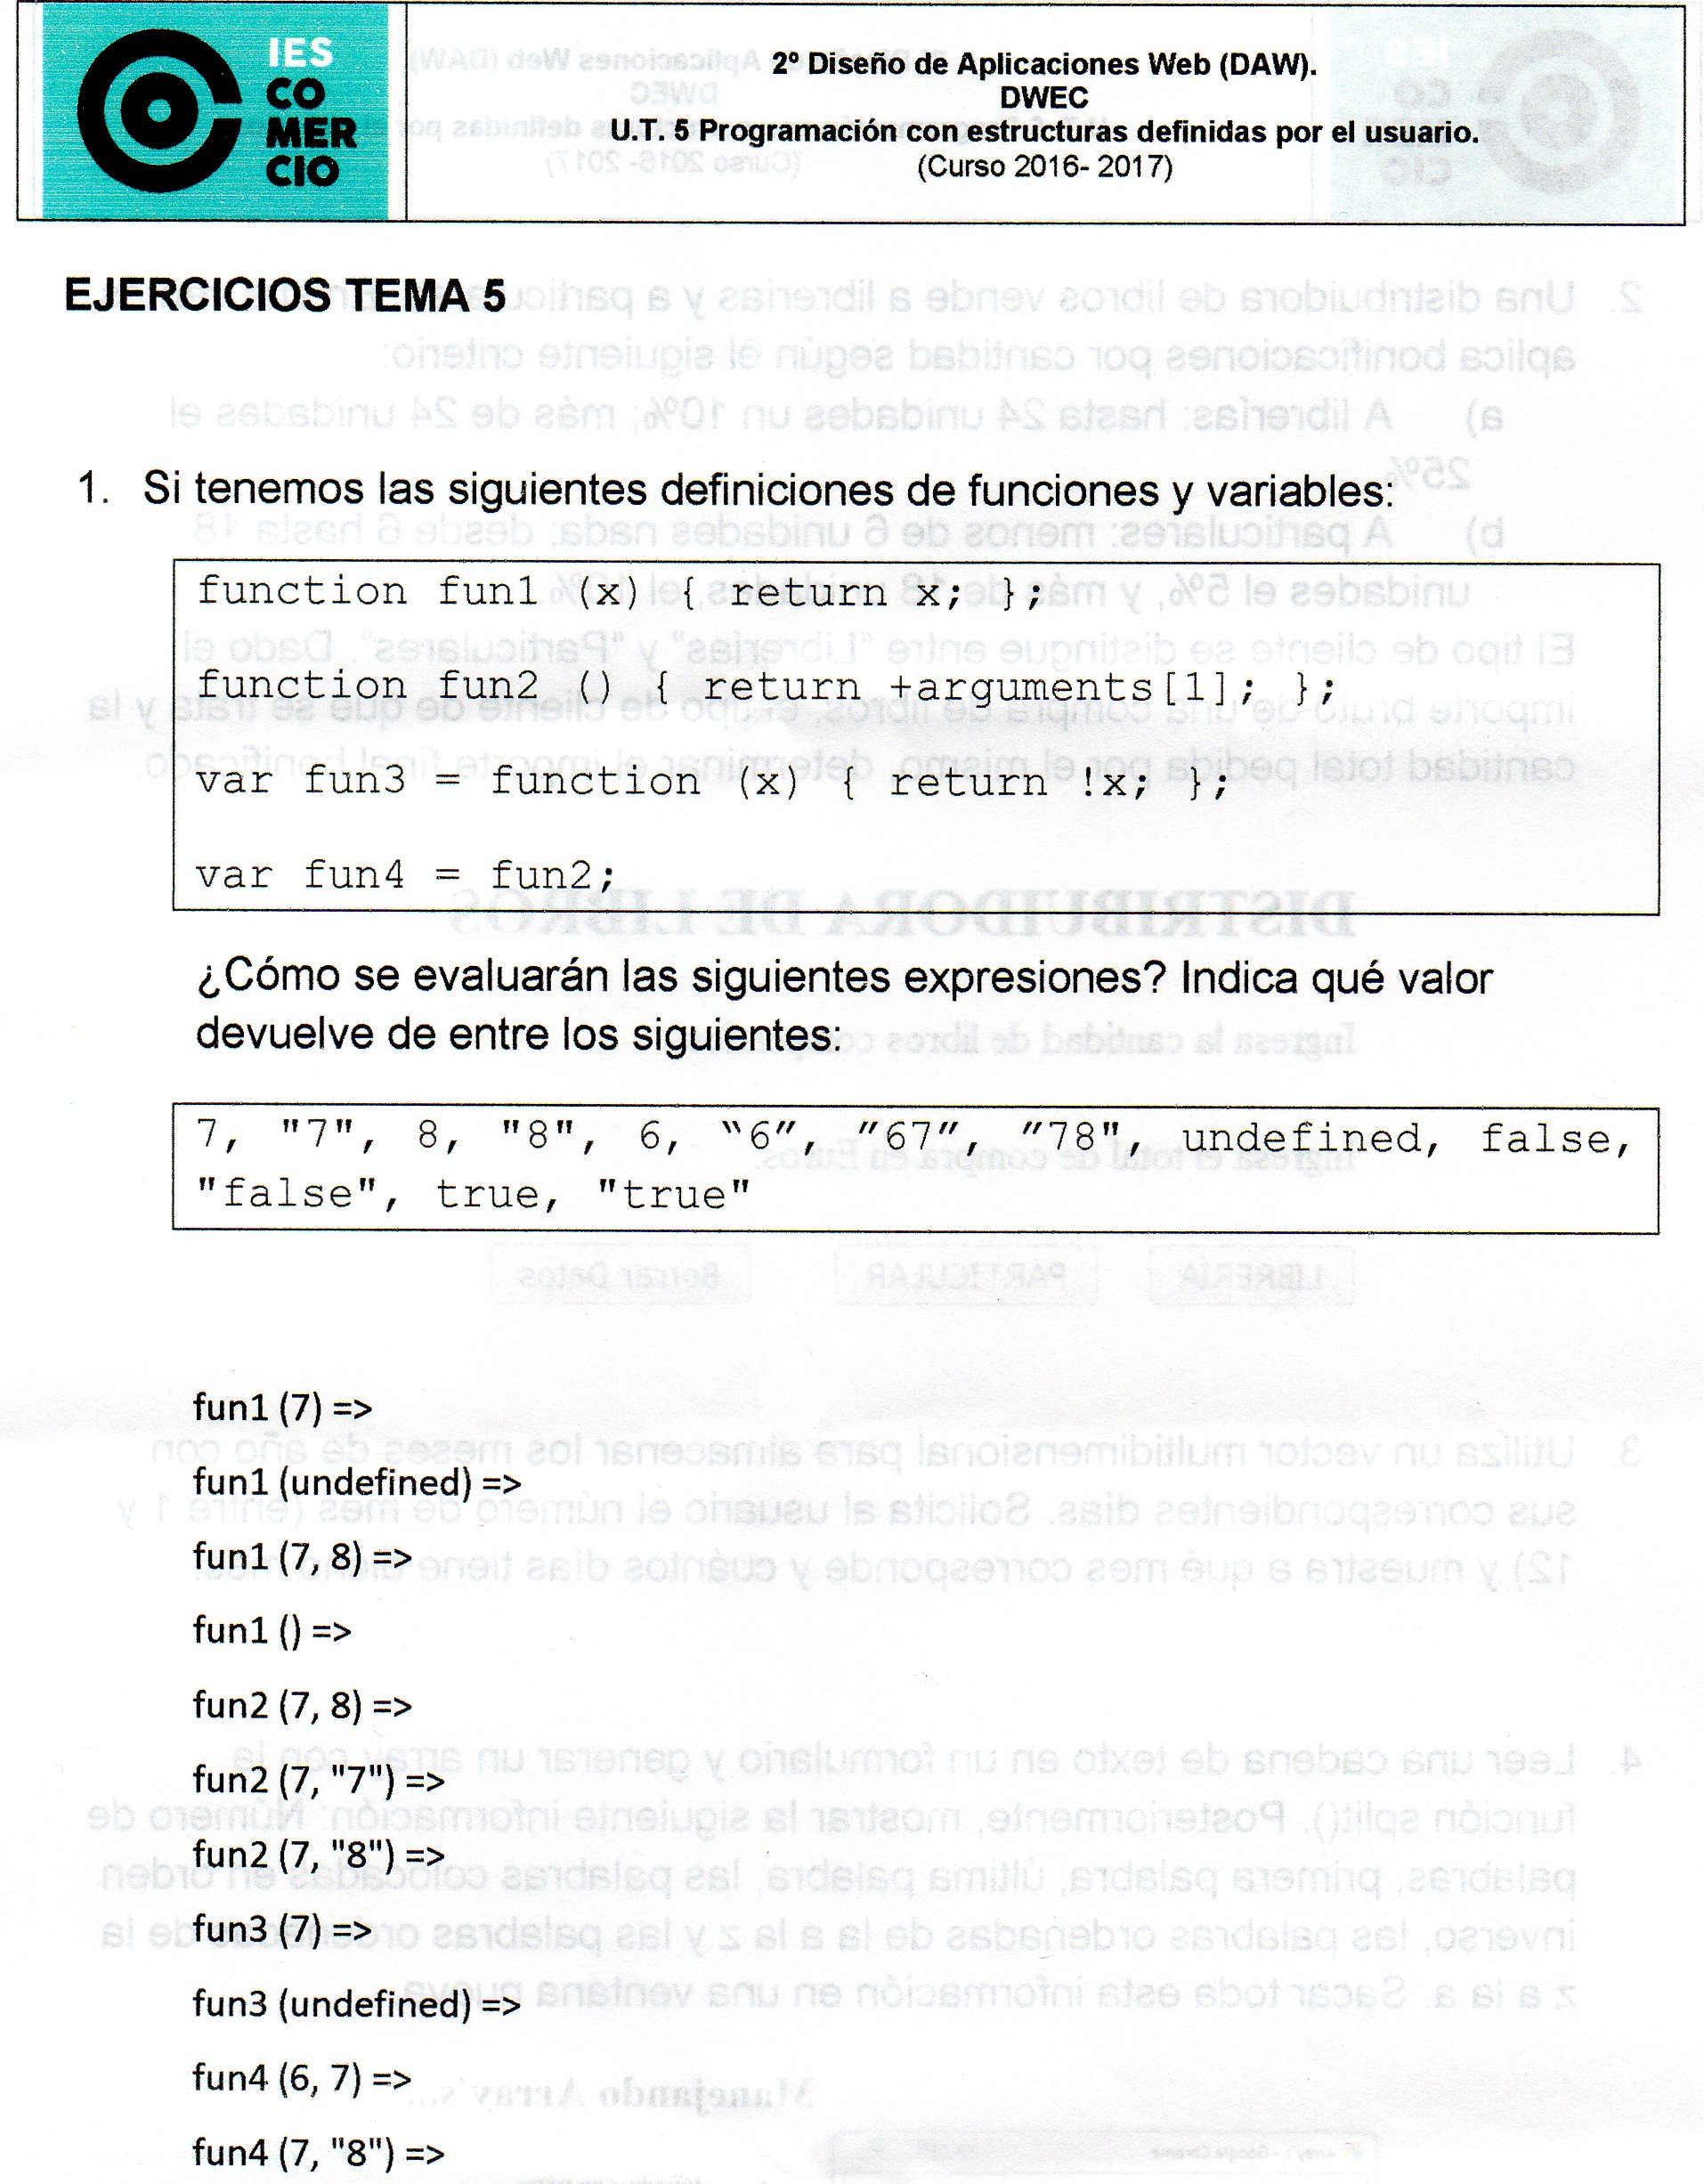 IES
CO
MER
CIO
2º Diseño de Aplicaciones Web (DAW).
DWEC
U.T. 5 Programación con estructuras definidas por el usuario.
(Curso 2016- 2017)
EJERCICIOS TEMA 5
1. Si tenemos las siguientes definiciones de funciones y variables:
function fun1 (x) { return x; };
function fun2 () { return +arguments[1]; };
var fun3 = function (x) { return !x; };
var fun4 = fun2;
¿Cómo se evaluarán las siguientes expresiones? Indica qué valor
devuelve de entre los siguientes:
7, "7", 8, "8", 6, “6”, ”67”, ”78", undefined, false,
"false", true, "true"
fun1 (7) =>
fun1 (undefined) =>
fun1 (7, 8) =>
fun1 () =>
fun2 (7, 8) =>
fun2 (7, "7") =>
fun2 (7, "8") =>
fun3 (7) =>
fun3 (undefined) =>
fun4 (6, 7) =>
fun4 (7, "8") =>